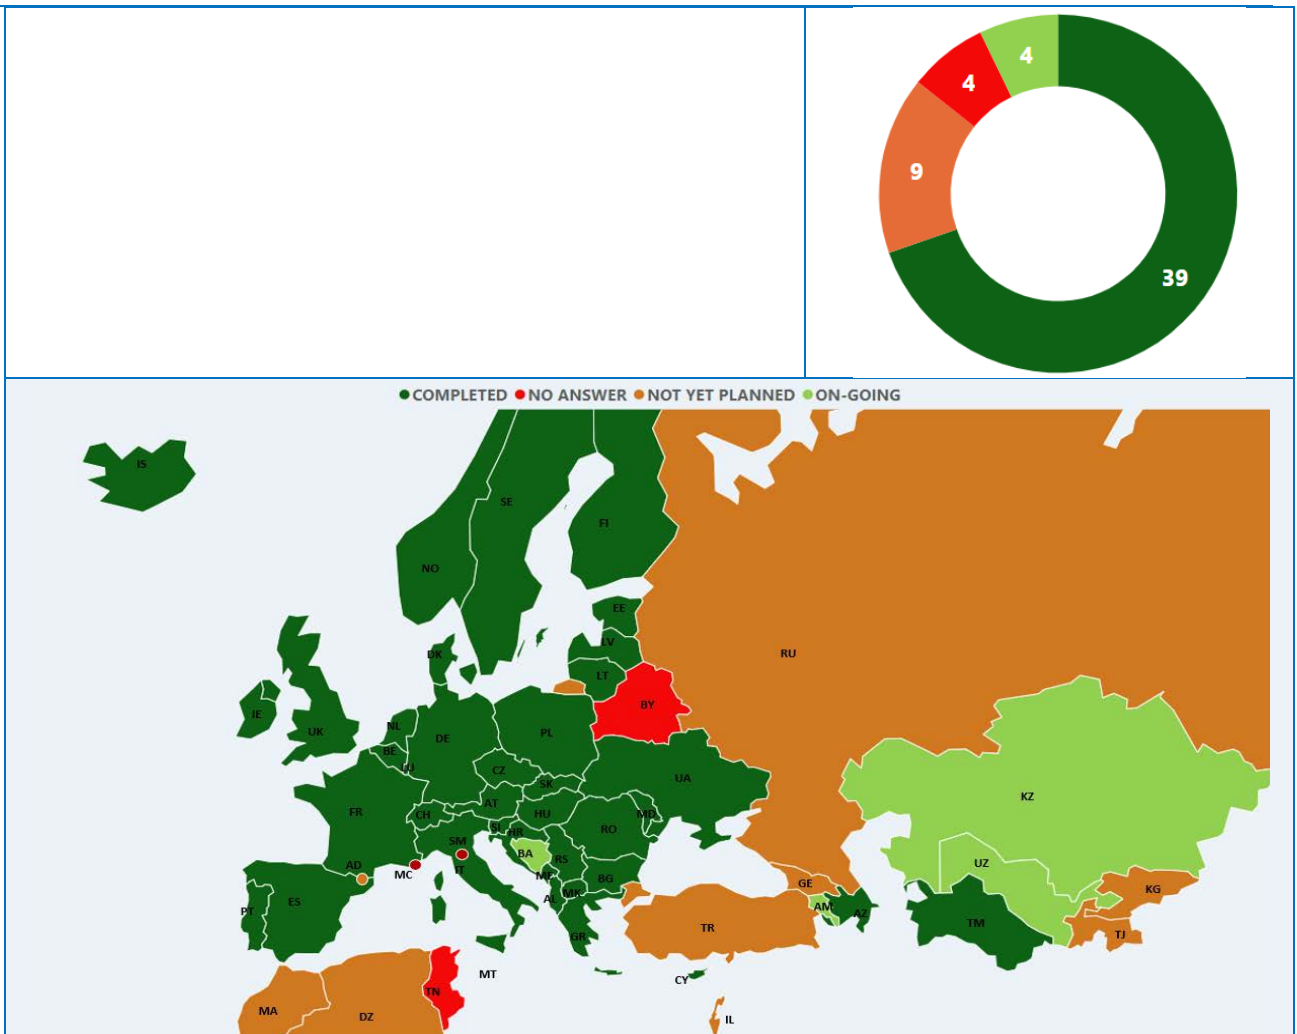 4
4
9
39
COMPLETED NO ANSWER NOT YET PLANNED ON-GOING
IS
SE
FI
NO
EE
LV
DK
RU
LT
IE
BY
NL
UK
DE
PL
BE
LU
CZ
UA
SK
KZ
AT
FR
CH
HU
MD
SI
HR
RO
SM
BA
RS
UZ
AD
MC
IT
ME
BG
GE
KG
MK
ES
AL
AM
PT
AZ
TM
TR
GR
TJ
MT
CY
TN
MA
DZ
IL